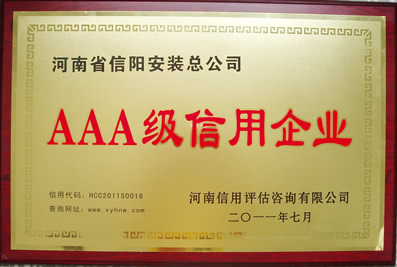 河南省信阳安装总公司
AAA级信用企业
信用代码：HCC2011S0016
查询网址：www.xyhnw.com
河南信用评估咨询有限公司
二〇一一年七月